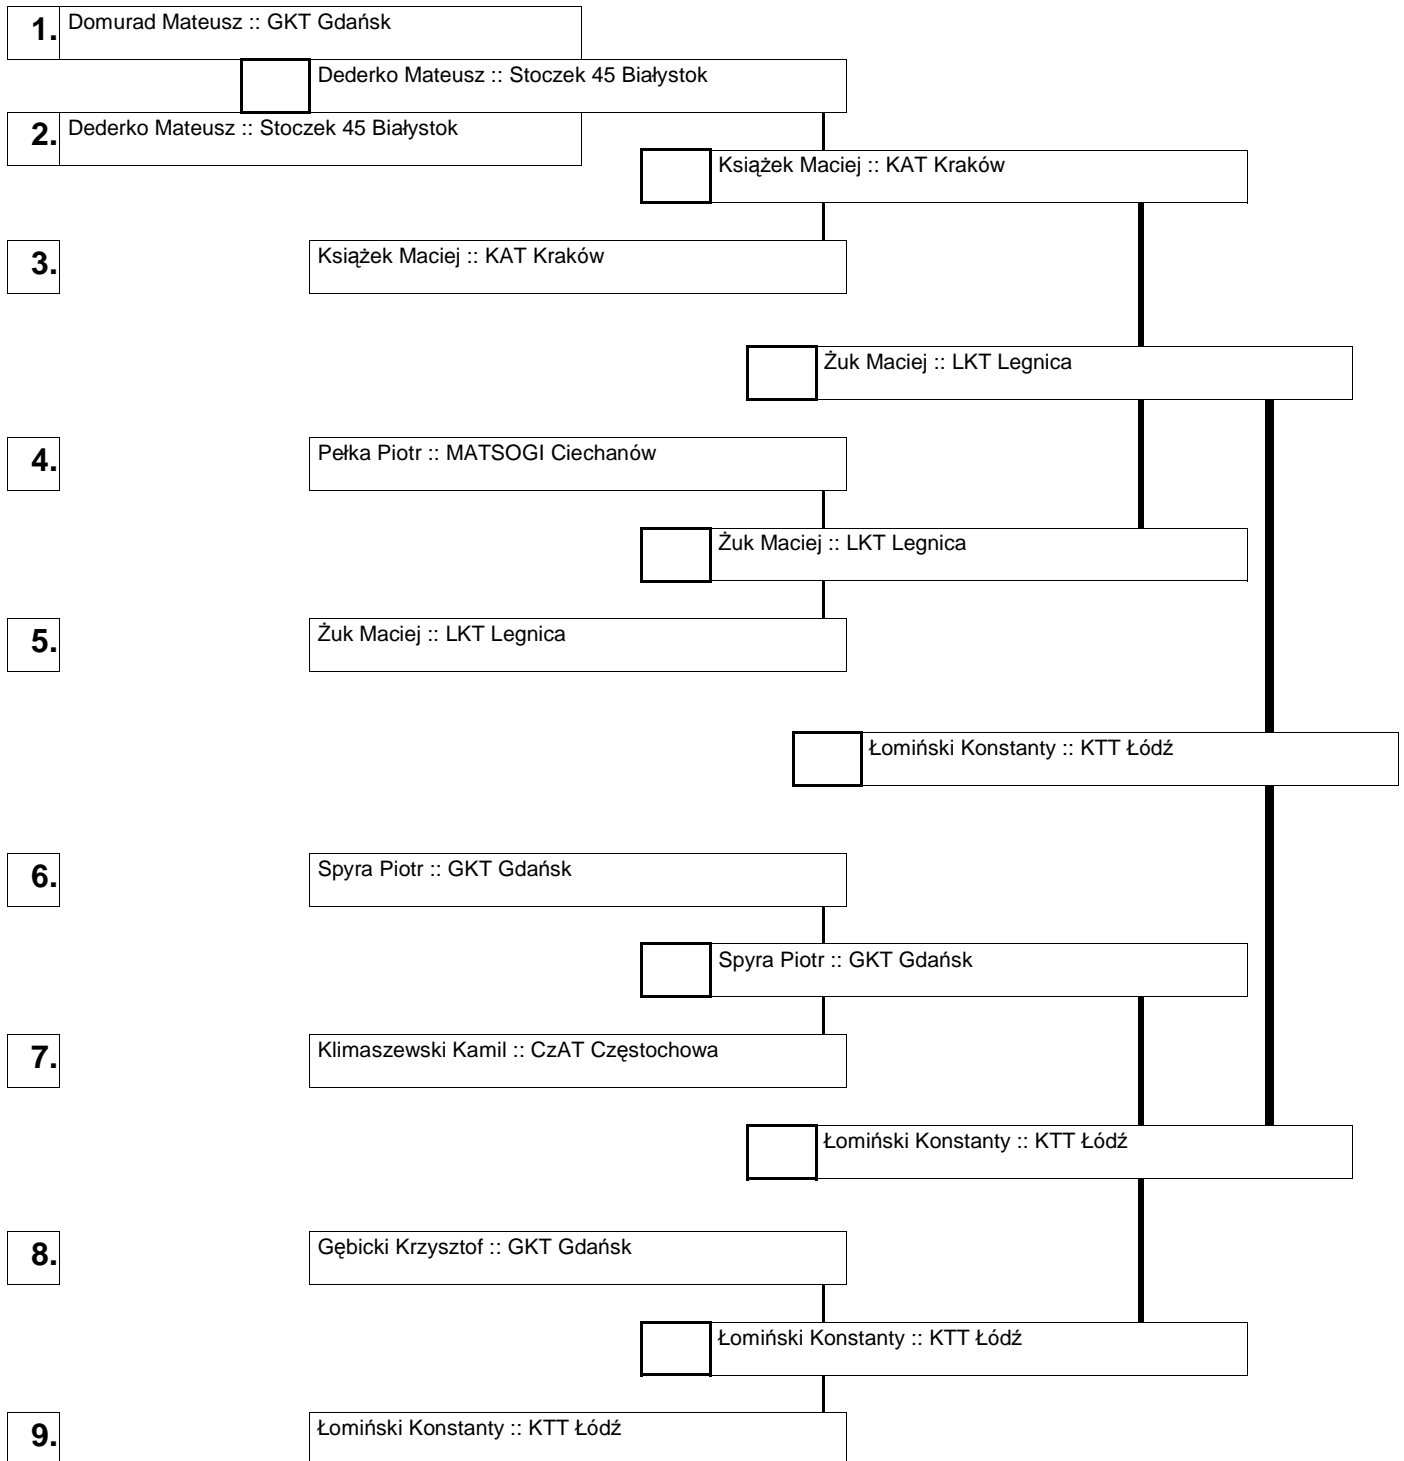 1. Domurad Mateusz :: GKT Gdańsk
Dederko Mateusz :: Stoczek 45 Białystok
2. Dederko Mateusz :: Stoczek 45 Białystok
Książek Maciej :: KAT Kraków
3. Książek Maciej :: KAT Kraków
Żuk Maciej :: LKT Legnica
4. Pełka Piotr :: MATSOGI Ciechanów
Żuk Maciej :: LKT Legnica
5. Żuk Maciej :: LKT Legnica
Łomiński Konstanty :: KTT Łódź
6. Spyra Piotr :: GKT Gdańsk
Spyra Piotr :: GKT Gdańsk
7. Klimaszewski Kamil :: CzAT Częstochowa
Łomiński Konstanty :: KTT Łódź
8. Gębicki Krzysztof :: GKT Gdańsk
Łomiński Konstanty :: KTT Łódź
9. Łomiński Konstanty :: KTT Łódź